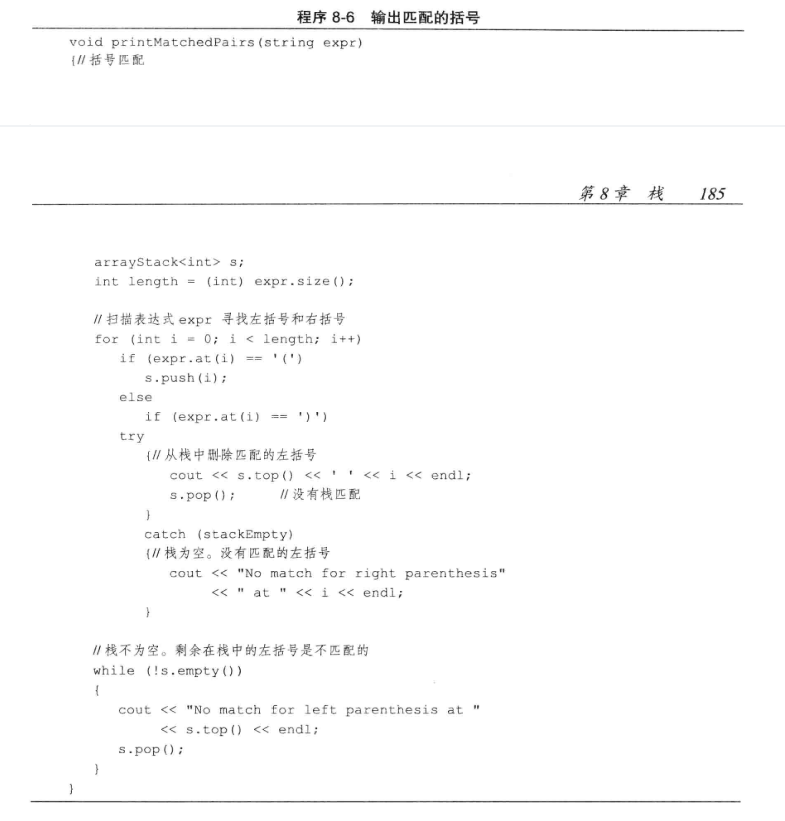 程序 8-6 输出匹配的括号
void printMatchedPairs(string expr)
{// 括号匹配
第 8 章 栈 185
arrayStack<int> s;
int length = (int) expr.size();
// 扫描表达式 expr 寻找左括号和右括号
for (int i = 0; i < length; i++)
if (expr.at(i) == '(')
s.push(i);
else
if (expr.at(i) == ')')
try
{// 从栈中删除匹配的左括号
cout << s.top() << ' ' << i << endl;
s.pop(); // 没有栈匹配
}
catch (stackEmpty)
{// 栈为空。没有匹配的左括号
cout << "No match for right parenthesis"
<< " at " << i << endl;
}
// 栈不为空。剩余在栈中的左括号是不匹配的
while (!s.empty())
{
cout << "No match for left parenthesis at "
<< s.top() << endl;
s.pop();
}
}